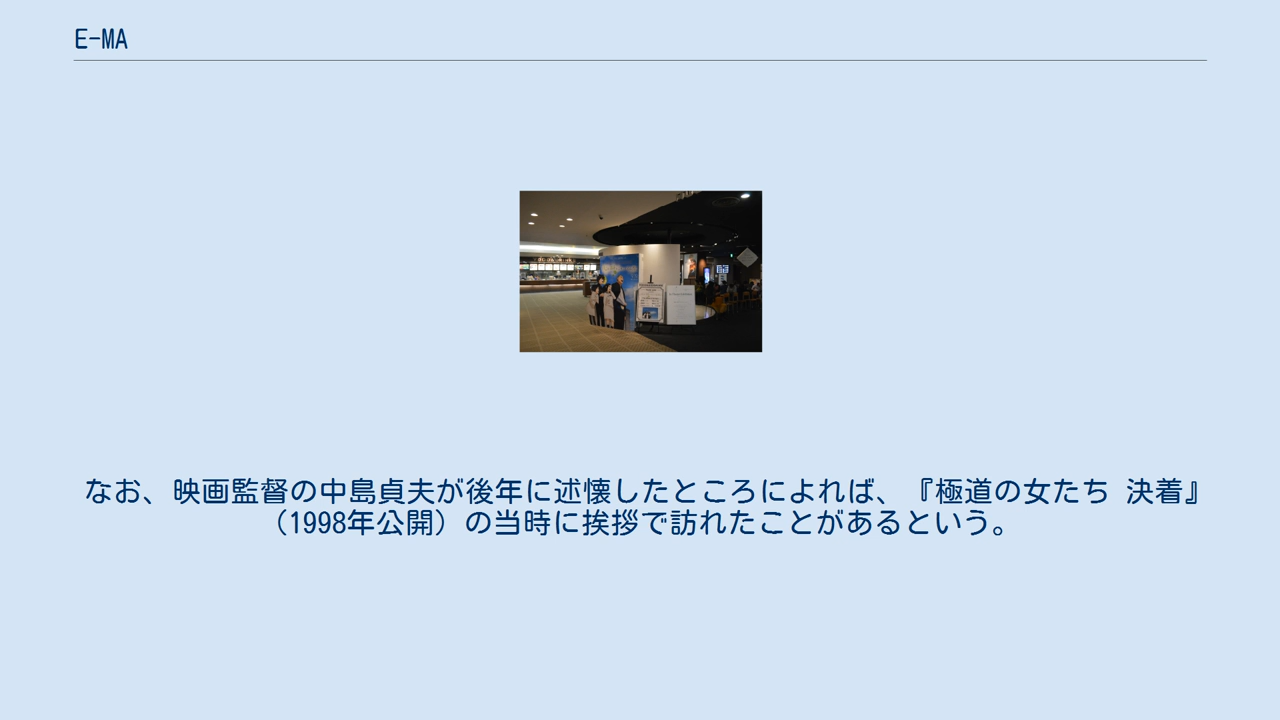 E-MA
なお、映画監督の中島貞夫が後年に述懐したところによれば、『極道の女たち 決着』
（1998年公開）の当時に挨拶で訪れたことがあるという。